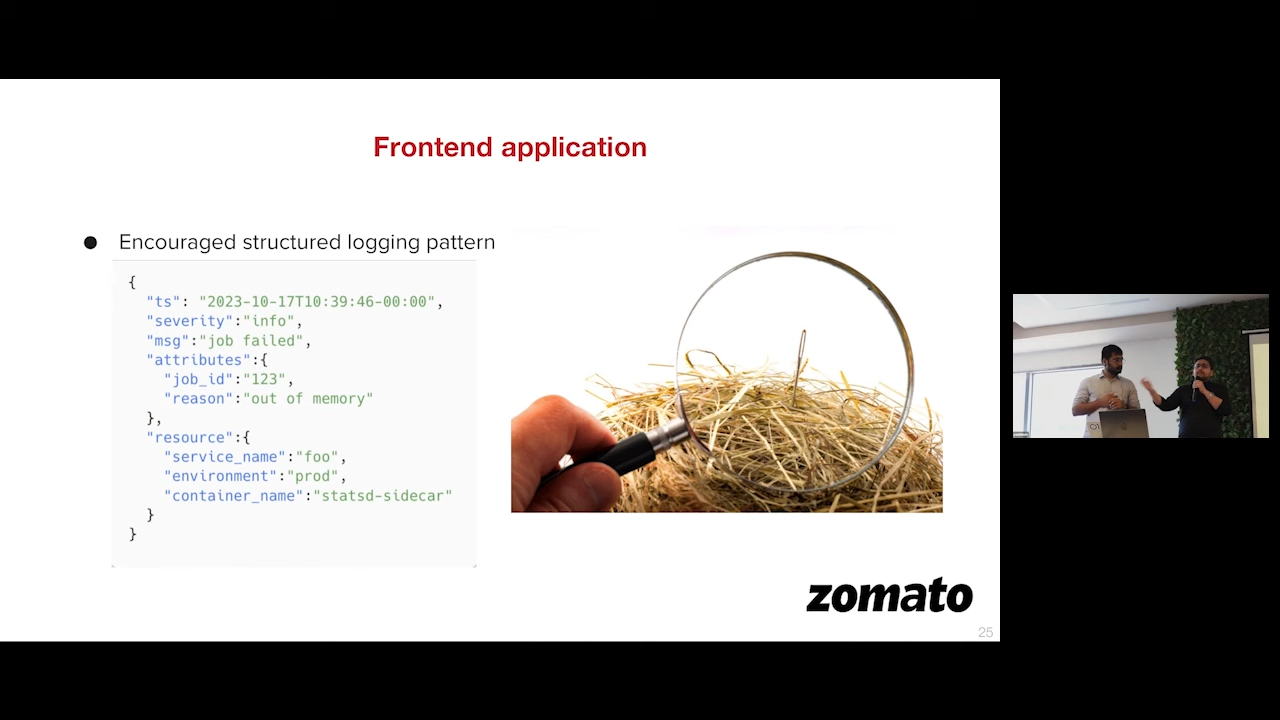 Frontend application
● Encouraged structured logging pattern
{
"ts": "2023-10-17T10:39:46-00:00",
"severity":"info",
"msg":"job failed",
"attributes":{
"job_id":"123",
"reason":"out of memory"
},
"resource":{
"service_name":"foo",
"environment":"prod",
"container_name":"statsd-sidecar"
}
}
zomato
25